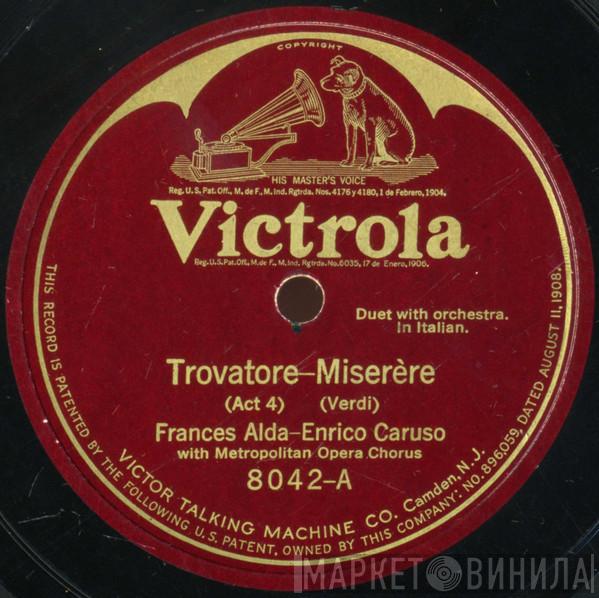 COPYRIGHT
HIS MASTER'S VOICE
Reg. U.S. Pat. Off., M. de F., M. Ind. Rgtrda. Nos. 4176 y 4180, 1 de Febrero, 1904.
Victrola
Reg. U.S. Pat. Off., M. de F., M. Ind. Rgtrda. No. 6035, 17 de Enero, 1906.
Duet with orchestra.
In Italian.
Trovatore–Miserère
(Act 4) (Verdi)
Frances Alda–Enrico Caruso
with Metropolitan Opera Chorus
8042-A
VICTOR TALKING MACHINE CO. Camden, N. J.
THIS RECORD IS PATENTED BY THE FOLLOWING U.S. PATENT, OWNED BY THIS COMPANY: NO. 896,059, DATED AUGUST 11, 1908.
МАРКЕТ ВИНИЛА